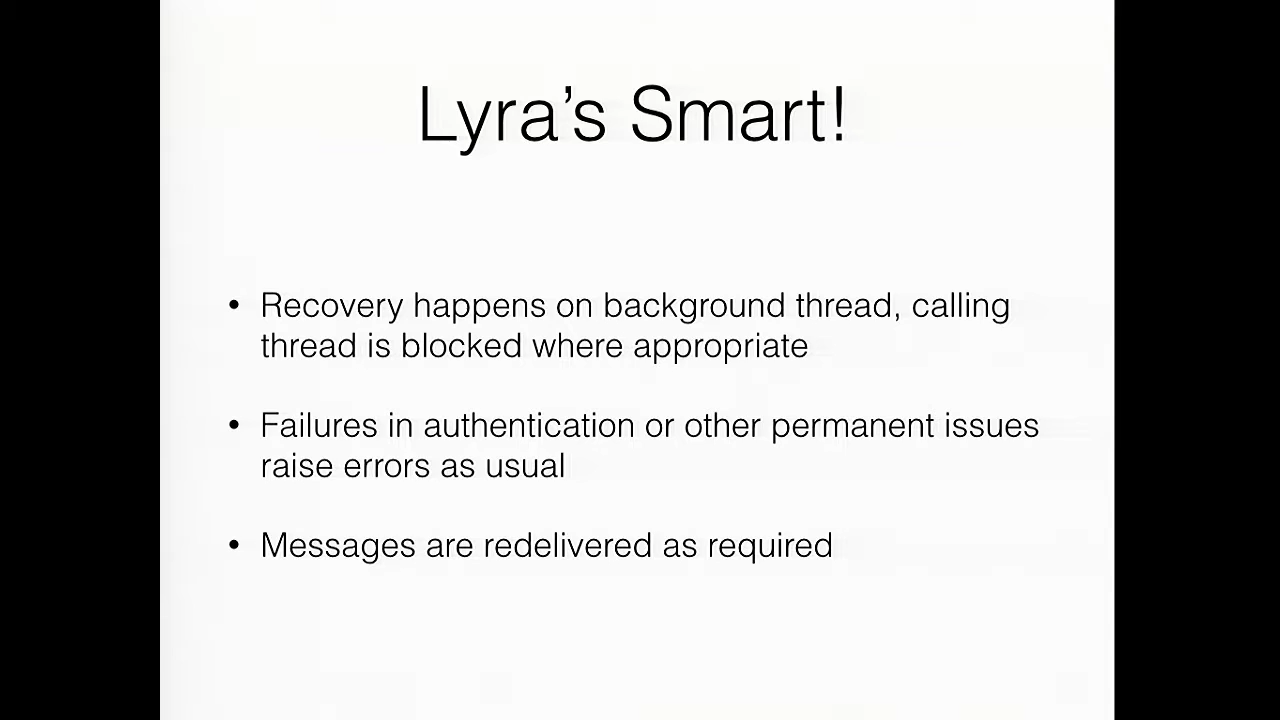 Lyra’s Smart!
• Recovery happens on background thread, calling
thread is blocked where appropriate
• Failures in authentication or other permanent issues
raise errors as usual
• Messages are redelivered as required